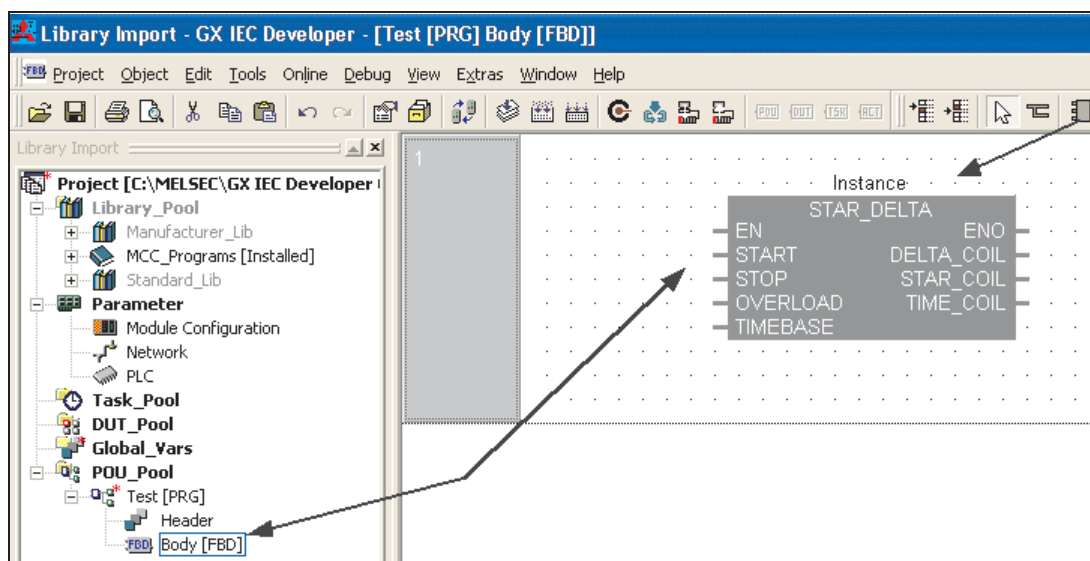 Library Import - GX IEC Developer - [Test [PRG] Body [FBD]]
FBD Project Object Edit Tools Online Debug View Extras Window Help
POU DUT TSK ACT
Library Import
Project [C:\MELSEC\GX IEC Developer
Library_Pool
Manufacturer_Lib
MCC_Programs [Installed]
Standard_Lib
Parameter
Module Configuration
Network
PLC
Task_Pool
DUT_Pool
Global_Vars
POU_Pool
Test [PRG]
Header
FBD Body [FBD]
1
Instance
STAR_DELTA
EN ENO
START DELTA_COIL
STOP STAR_COIL
OVERLOAD TIME_COIL
TIMEBASE